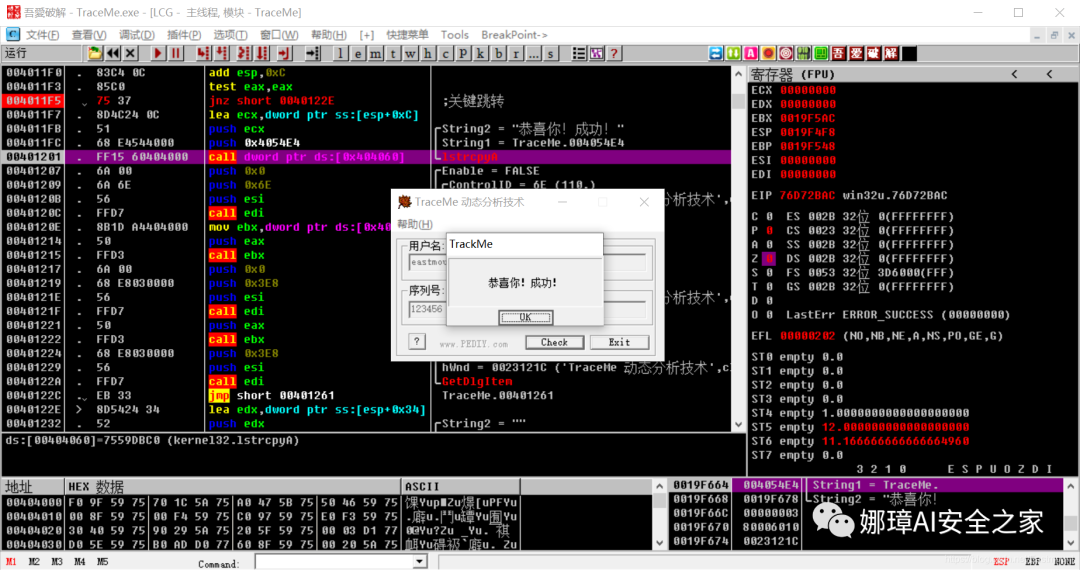 吾愛破解 - TraceMe.exe - [LCG - 主线程, 模块 - TraceMe]
文件(F) 查看(V) 调试(D) 插件(P) 选项(T) 窗口(W) 帮助(H) [+] 快捷菜单 Tools BreakPoint->
运行 l e m t w h c p k b r ... s ? 吾 愛 破 解
004011F0 . 83C4 0C add esp,0xC
004011F3 . 85C0 test eax,eax
004011F5 . 75 37 jnz short 0040122E ;关键跳转
004011F7 . 8D4C24 0C lea ecx,dword ptr ss:[esp+0xC]
004011FB . 51 push ecx String2 = "恭喜你! 成功! "
004011FC . 68 E4544000 push 0x4054E4 String1 = TraceMe.004054E4
00401201 . FF15 60404000 call dword ptr ds:[0x404060] lstrcpyA
00401207 . 6A 00 push 0x0 Enable = FALSE
00401209 . 6A 6E push 0x6E ControlID = 6E (110.)
0040120B . 56 push esi
0040120C . FFD7 call edi
0040120E . 8B1D A4404000 mov ebx,dword ptr ds:[0x40
00401214 . 50 push eax
00401215 . FFD3 call ebx
00401217 . 6A 00 push 0x0
00401219 . 68 E8030000 push 0x3E8
0040121E . 56 push esi
0040121F . FFD7 call edi
00401221 . 50 push eax
00401222 . FFD3 call ebx
00401224 . 68 E8030000 push 0x3E8
00401229 . 56 push esi hWnd = 0023121C ('TraceMe 动态分析技术',c
0040122A . FFD7 call edi GetDlgItem
0040122C . EB 33 jmp short 00401261 TraceMe.00401261
0040122E > 8D5424 34 lea edx,dword ptr ss:[esp+0x34]
00401232 . 52 push edx String2 = ""
ds:[00404060]=7559DBC0 (kernel32.lstrcpyA)
TraceMe 动态分析技术
帮助(H)
用户名:
eastmou
序列号:
123456
? www.PEDIY.com Check Exit
TrackMe
恭喜你! 成功!
OK
寄存器 (FPU) < <
ECX 00000000
EDX 00000000
EBX 0019F5AC
ESP 0019F4F8
EBP 0019F548
ESI 00000000
EDI 00000000
EIP 76D72BAC win32u.76D72BAC
C 0 ES 002B 32位 0(FFFFFFFF)
P 0 CS 0023 32位 0(FFFFFFFF)
A 0 SS 002B 32位 0(FFFFFFFF)
Z 0 DS 002B 32位 0(FFFFFFFF)
S 0 FS 0053 32位 3D6000(FFF)
T 0 GS 002B 32位 0(FFFFFFFF)
D 0
O 0 LastErr ERROR_SUCCESS (00000000)
EFL 00000202 (NO,NB,NE,A,NS,PO,GE,G)
ST0 empty 0.0
ST1 empty 0.0
ST2 empty 0.0
ST3 empty 0.0
ST4 empty 1.0000000000000000000
ST5 empty 12.000000000000000000
ST6 empty 11.166666666666664960
ST7 empty 0.0
3 2 1 0 E S P U O Z D I
地址 HEX 数据 ASCII
00404000 F0 9F 59 75 70 1C 5A 75 A0 47 5B 75 50 46 59 75
00404010 00 8F 59 75 00 F4 59 75 C0 97 59 75 E0 F3 59 75
00404020 30 40 59 75 90 29 5A 75 20 5F 59 75 00 03 D1 77
00404030 D0 5E 59 75 B0 AD D0 77 60 8F 59 75 00 20 5A 75
0019F664 004054E4 String1 = TraceMe.
0019F668 0019F678 String2 = "恭喜你!
0019F66C 00000003
0019F670 80006010
0019F674 0023121C
娜璋AI安全之家
M1 M2 M3 M4 M5 Command: ESP EBP NONE